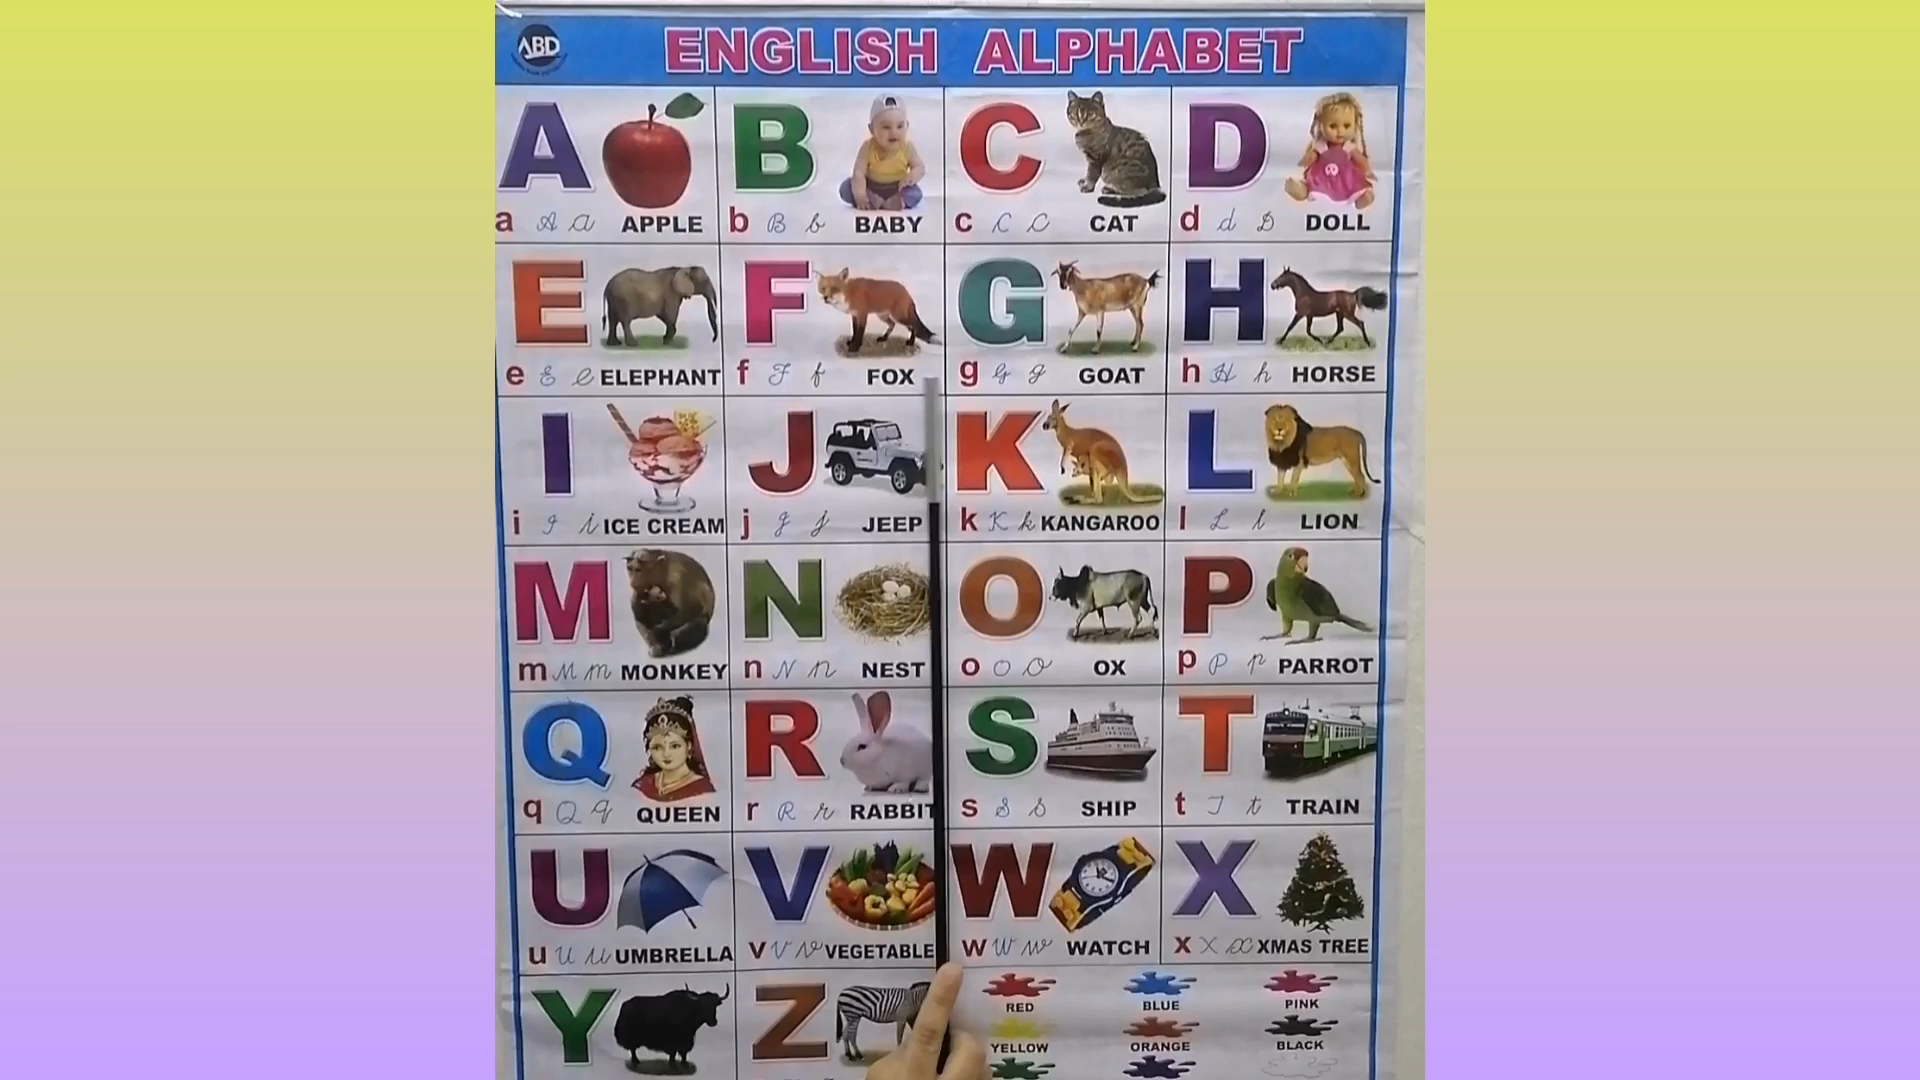 ABD
ENGLISH ALPHABET
A B C D
a A a APPLE b B b BABY c C c CAT d d D DOLL
E F G H
e E e ELEPHANT f F f FOX g G g GOAT h H h HORSE
I J K L
i I i ICE CREAM j J j JEEP k K k KANGAROO l L l LION
M N O P
m M m MONKEY n N n NEST o O o OX p P p PARROT
Q R S T
q Q q QUEEN r R r RABBIT s S s SHIP t T t TRAIN
U V W X
u U u UMBRELLA v V v VEGETABLE w W w WATCH x X x XMAS TREE
Y Z
RED BLUE PINK
YELLOW ORANGE BLACK